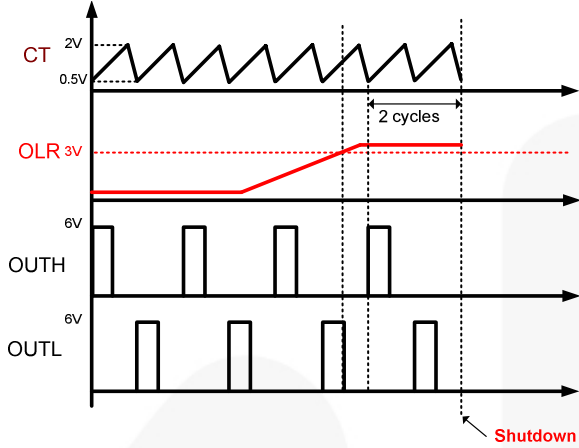 2V
CT
0.5V
2 cycles
OLR 3V
6V
OUTH
6V
OUTL
Shutdown